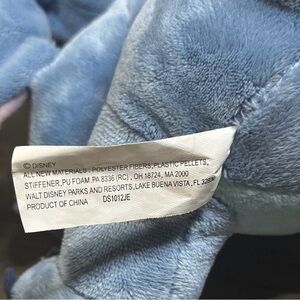 © DISNEY
ALL NEW MATERIALS: POLYESTER FIBERS, PLASTIC PELLETS,
STIFFENER, PU FOAM. PA 8336 (RC), OH 18724, MA 2000
WALT DISNEY PARKS AND RESORTS, LAKE BUENA VISTA, FL
PRODUCT OF CHINA DS1012JE